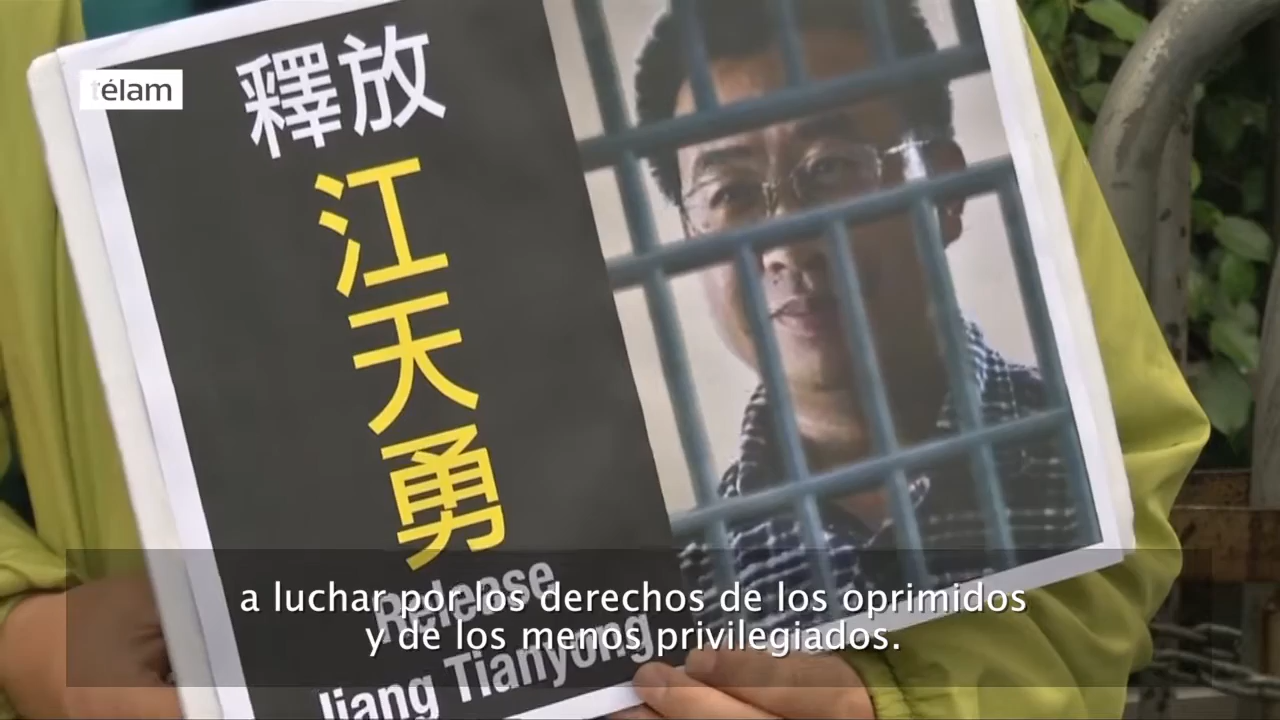 télam
釋放
江天勇
Release
Jiang Tianyong
a luchar por los derechos de los oprimidos
y de los menos privilegiados.